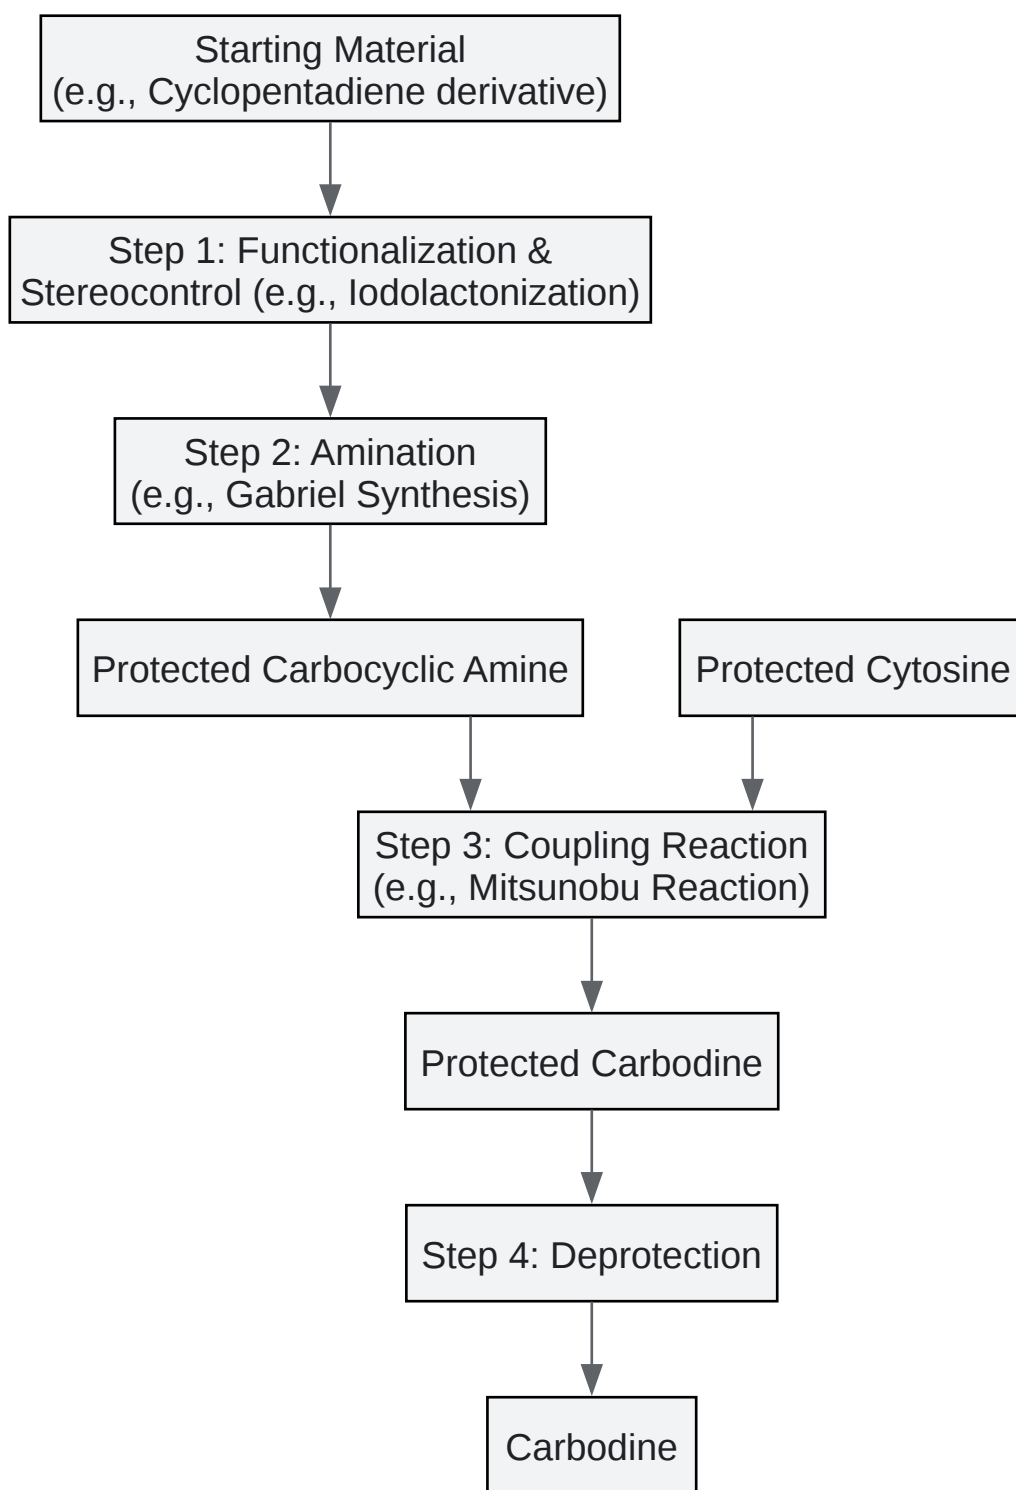 Starting Material
(e.g., Cyclopentadiene derivative)
Step 1: Functionalization &
Stereocontrol (e.g., Iodolactonization)
Step 2: Amination
(e.g., Gabriel Synthesis)
Protected Carbocyclic Amine
Protected Cytosine
Step 3: Coupling Reaction
(e.g., Mitsunobu Reaction)
Protected Carbodine
Step 4: Deprotection
Carbodine